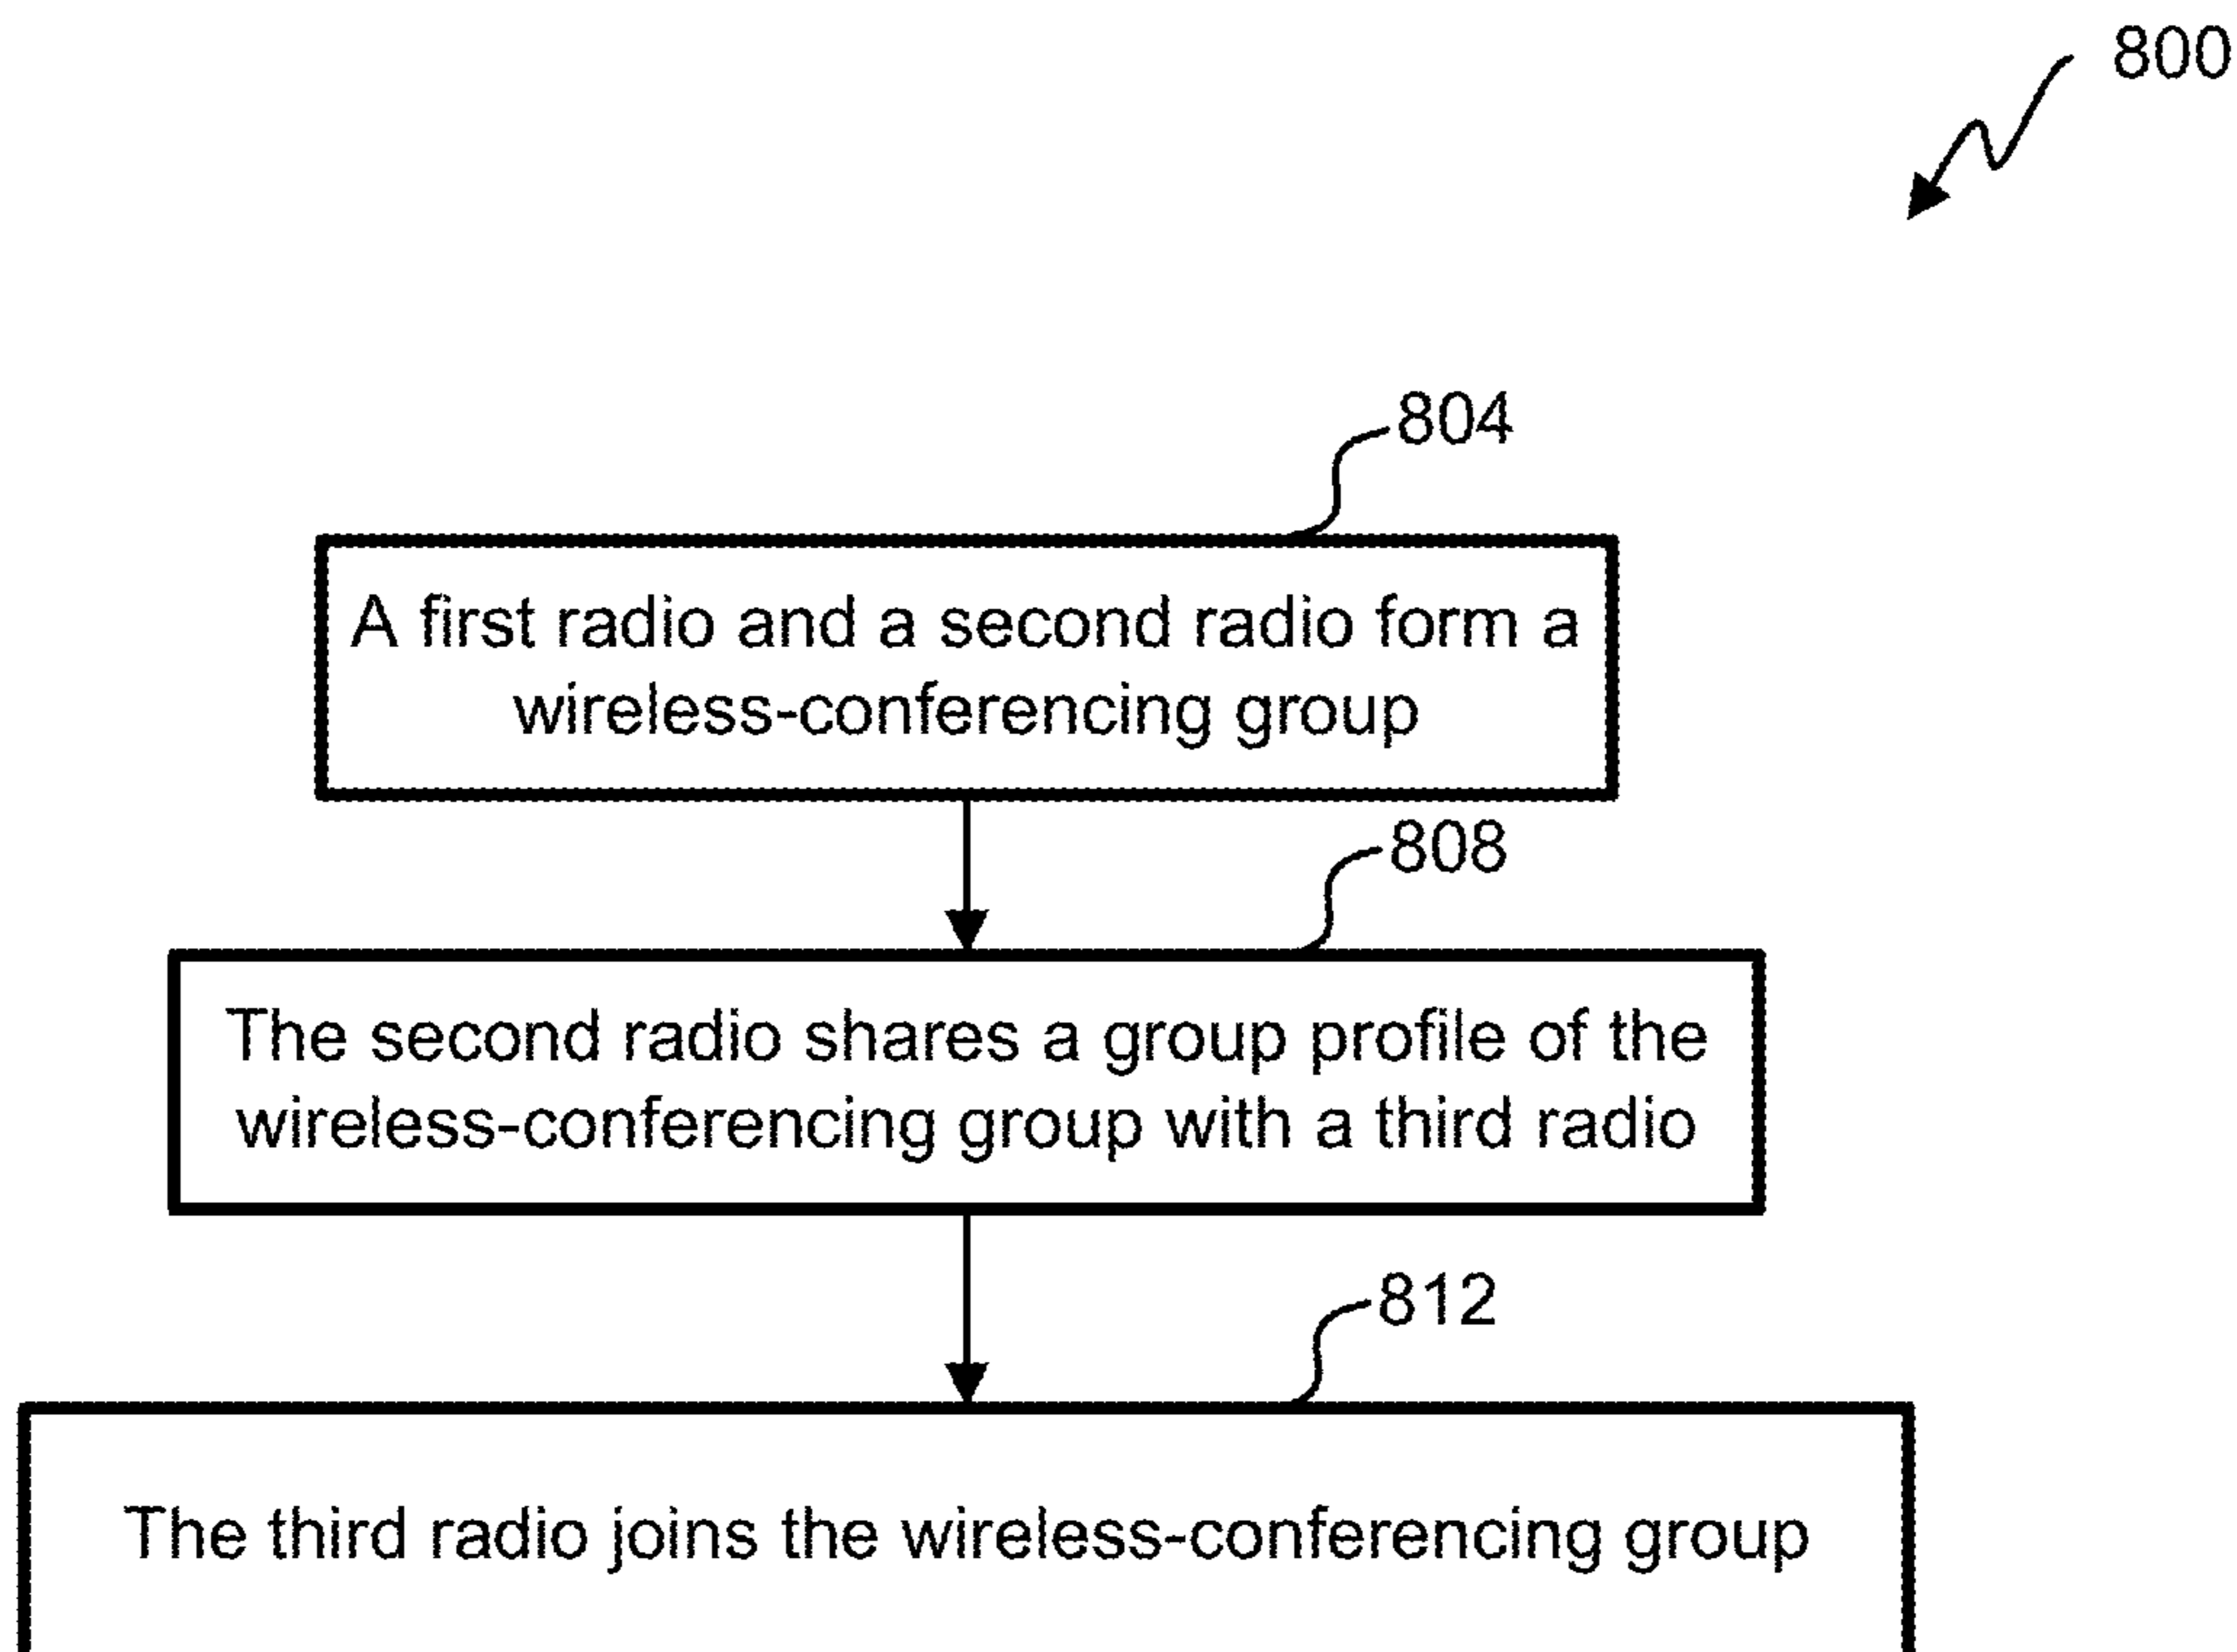 800
804
A first radio and a second radio form a
wireless-conferencing group
808
The second radio shares a group profile of the
wireless-conferencing group with a third radio
812
The third radio joins the wireless-conferencing group